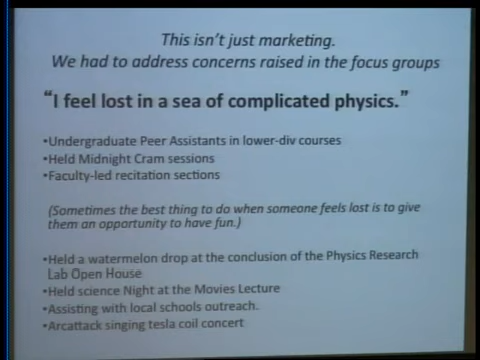 This isn't just marketing.
We had to address concerns raised in the focus groups
“I feel lost in a sea of complicated physics.”
•Undergraduate Peer Assistants in lower-div courses
•Held Midnight Cram sessions
•Faculty-led recitation sections
(Sometimes the best thing to do when someone feels lost is to give
them an opportunity to have fun.)
•Held a watermelon drop at the conclusion of the Physics Research
Lab Open House
•Held science Night at the Movies Lecture
•Assisting with local schools outreach.
•Arcattack singing tesla coil concert